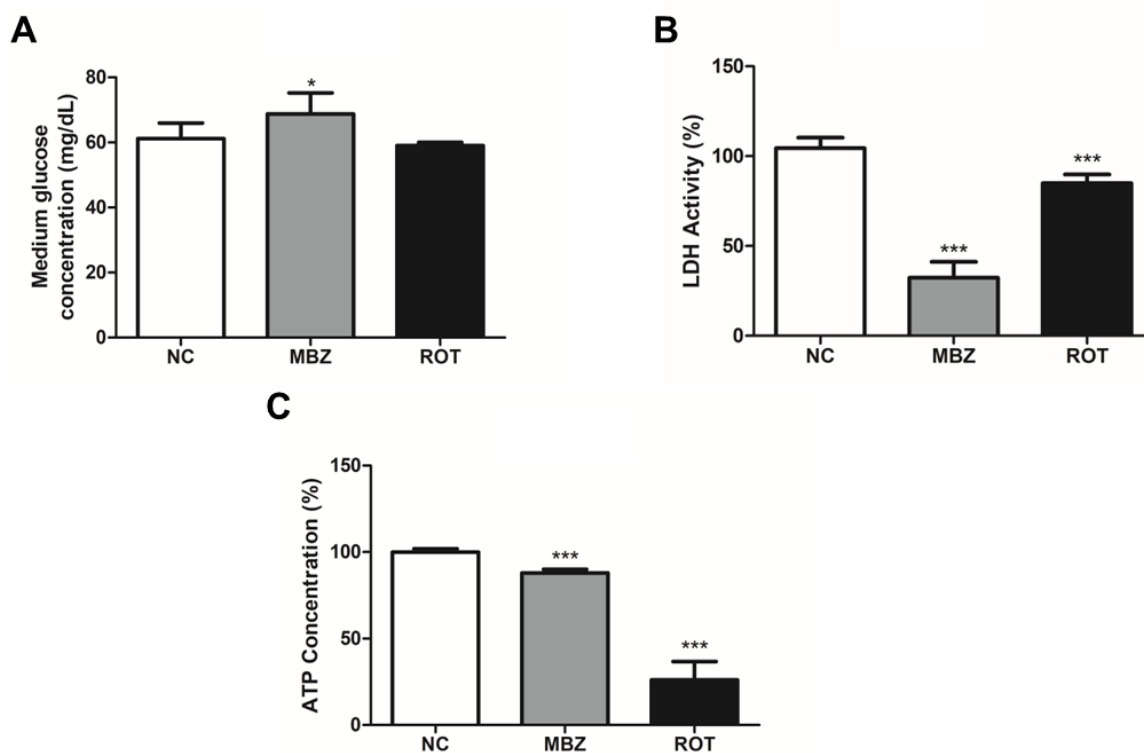 A
Medium glucose
concentration (mg/dL)
80
60
40
20
0
*
NC MBZ ROT
B
LDH Activity (%)
150
100
50
0
***
***
NC MBZ ROT
C
ATP Concentration (%)
150
100
50
0
***
***
NC MBZ ROT